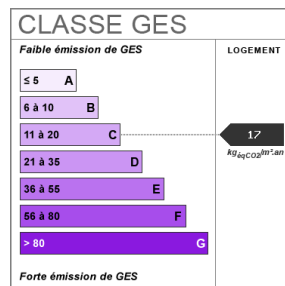 CLASSE GES
Faible émission de GES
LOGEMENT
≤ 5 A
6 à 10 B
11 à 20 C
17
kgéqCO2/m².an
21 à 35 D
36 à 55 E
56 à 80 F
> 80 G
Forte émission de GES